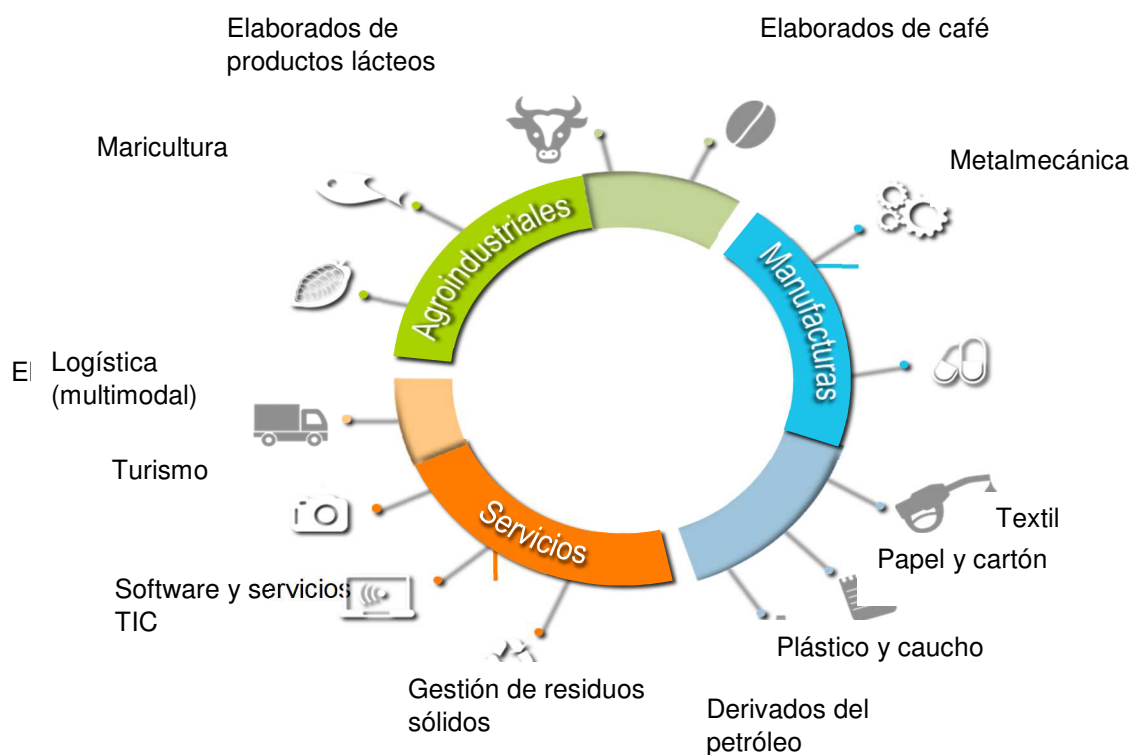 Elaborados de
productos lácteos
Elaborados de café
Maricultura
Metalmecánica
Agroindustriales
Manufacturas
Logística
(multimodal)
Turismo
Servicios
Textil
Papel y cartón
Software y servicios
TIC
Plástico y caucho
Gestión de residuos
sólidos
Derivados del
petróleo